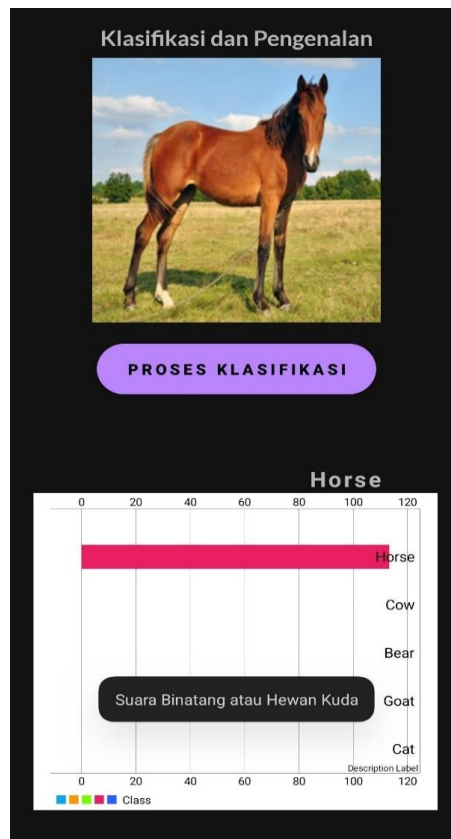 Klasifikasi dan Pengenalan
PROSES KLASIFIKASI
Horse
0 20 40 60 80 100 120
Horse
Cow
Bear
Suara Binatang atau Hewan Kuda
Goat
Cat
Description Label
0 20 40 60 80 100 120
Class